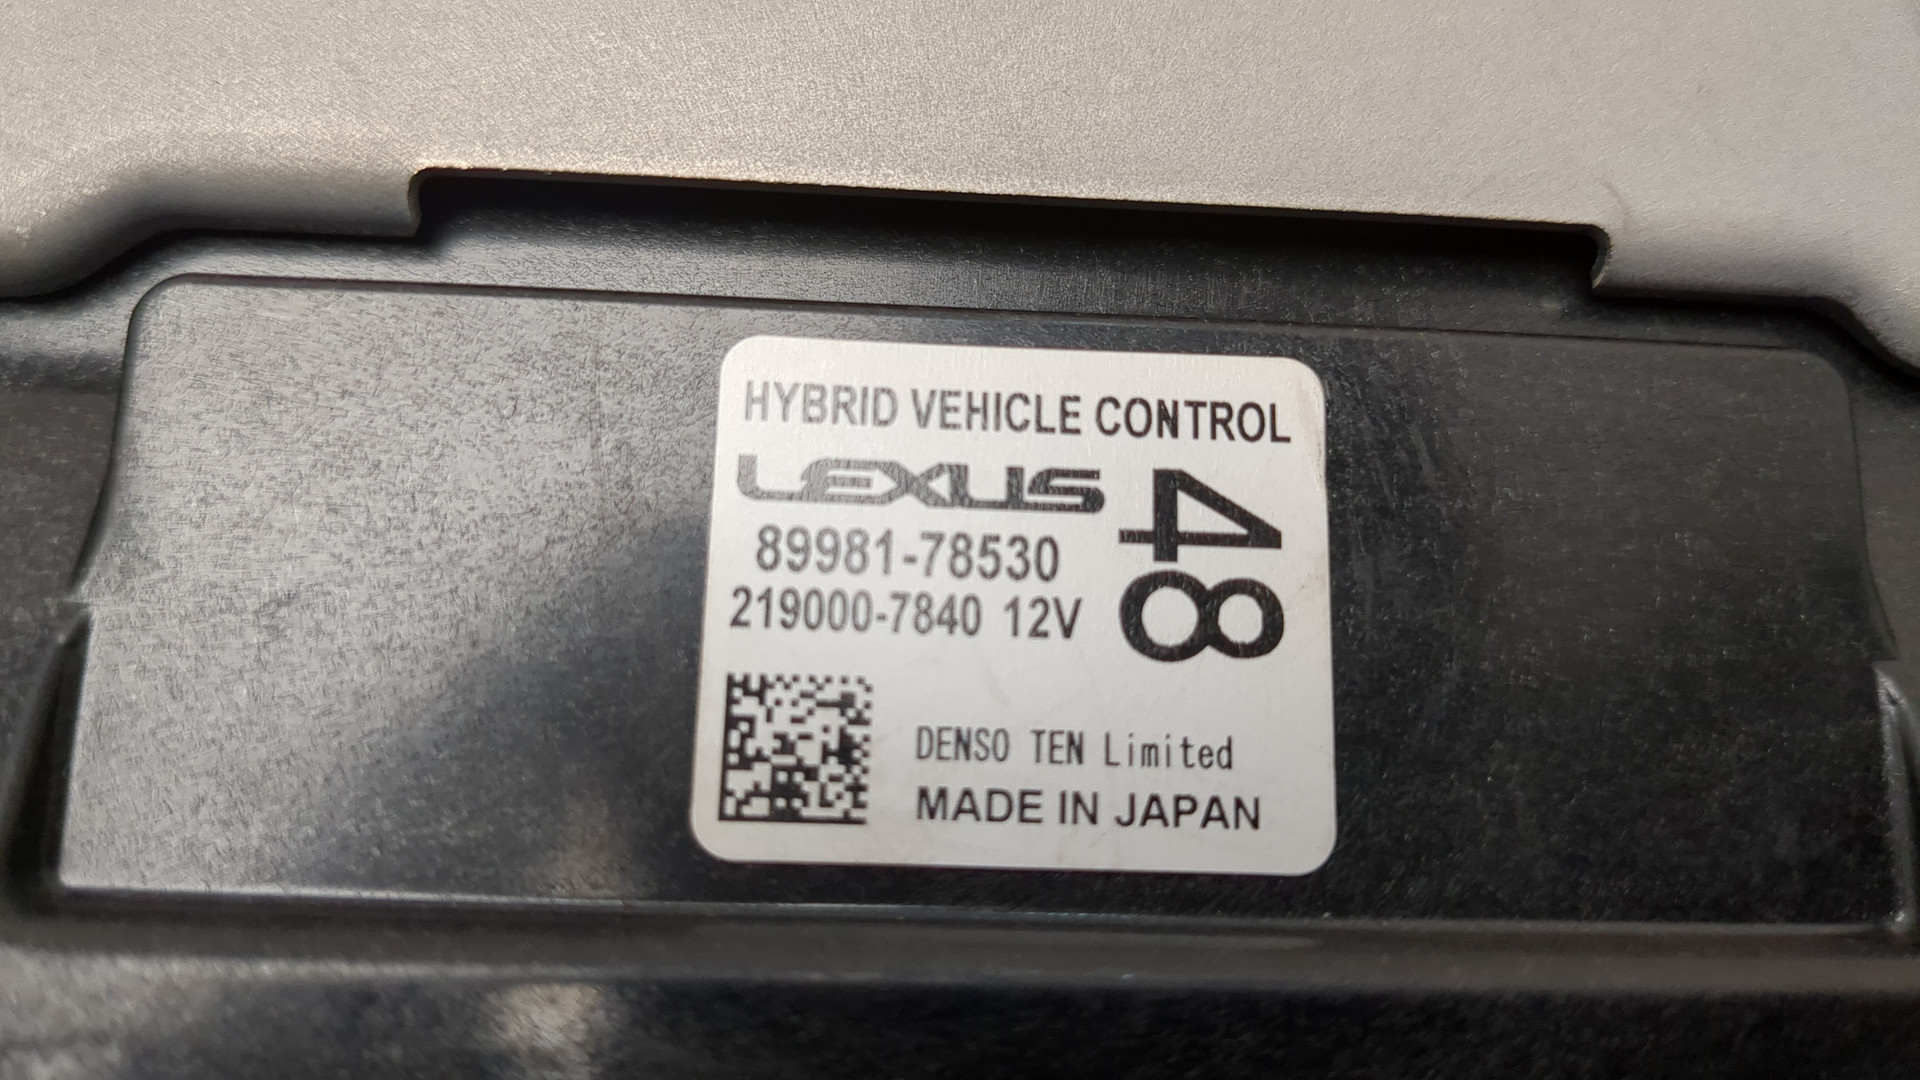 HYBRID VEHICLE CONTROL
LEXUS
89981-78530
219000-7840 12V
48
DENSO TEN Limited
MADE IN JAPAN